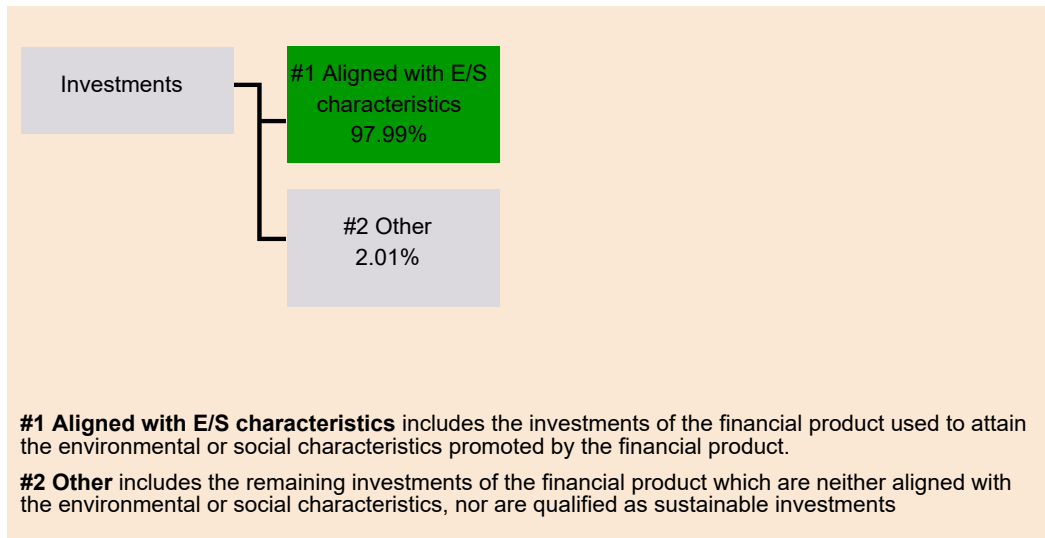 Investments
#1 Aligned with E/S
characteristics
97.99%
#2 Other
2.01%
#1 Aligned with E/S characteristics includes the investments of the financial product used to attain
the environmental or social characteristics promoted by the financial product.
#2 Other includes the remaining investments of the financial product which are neither aligned with
the environmental or social characteristics, nor are qualified as sustainable investments